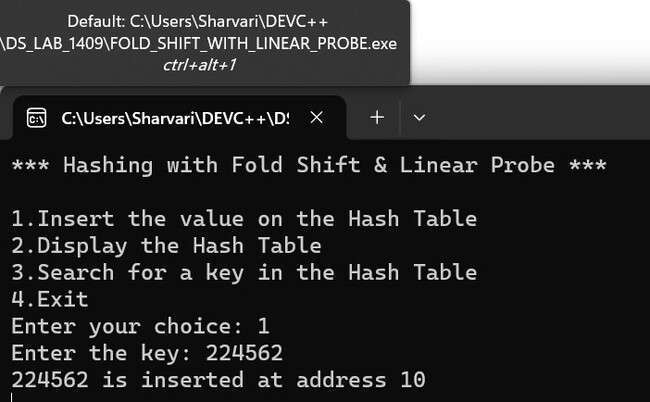 Default: C:\Users\Sharvari\DEVC++
\DS_LAB_1409\FOLD_SHIFT_WITH_LINEAR_PROBE.exe
ctrl+alt+1
C:\Users\Sharvari\DEVC++\DS
*** Hashing with Fold Shift & Linear Probe ***
1.Insert the value on the Hash Table
2.Display the Hash Table
3.Search for a key in the Hash Table
4.Exit
Enter your choice: 1
Enter the key: 224562
224562 is inserted at address 10